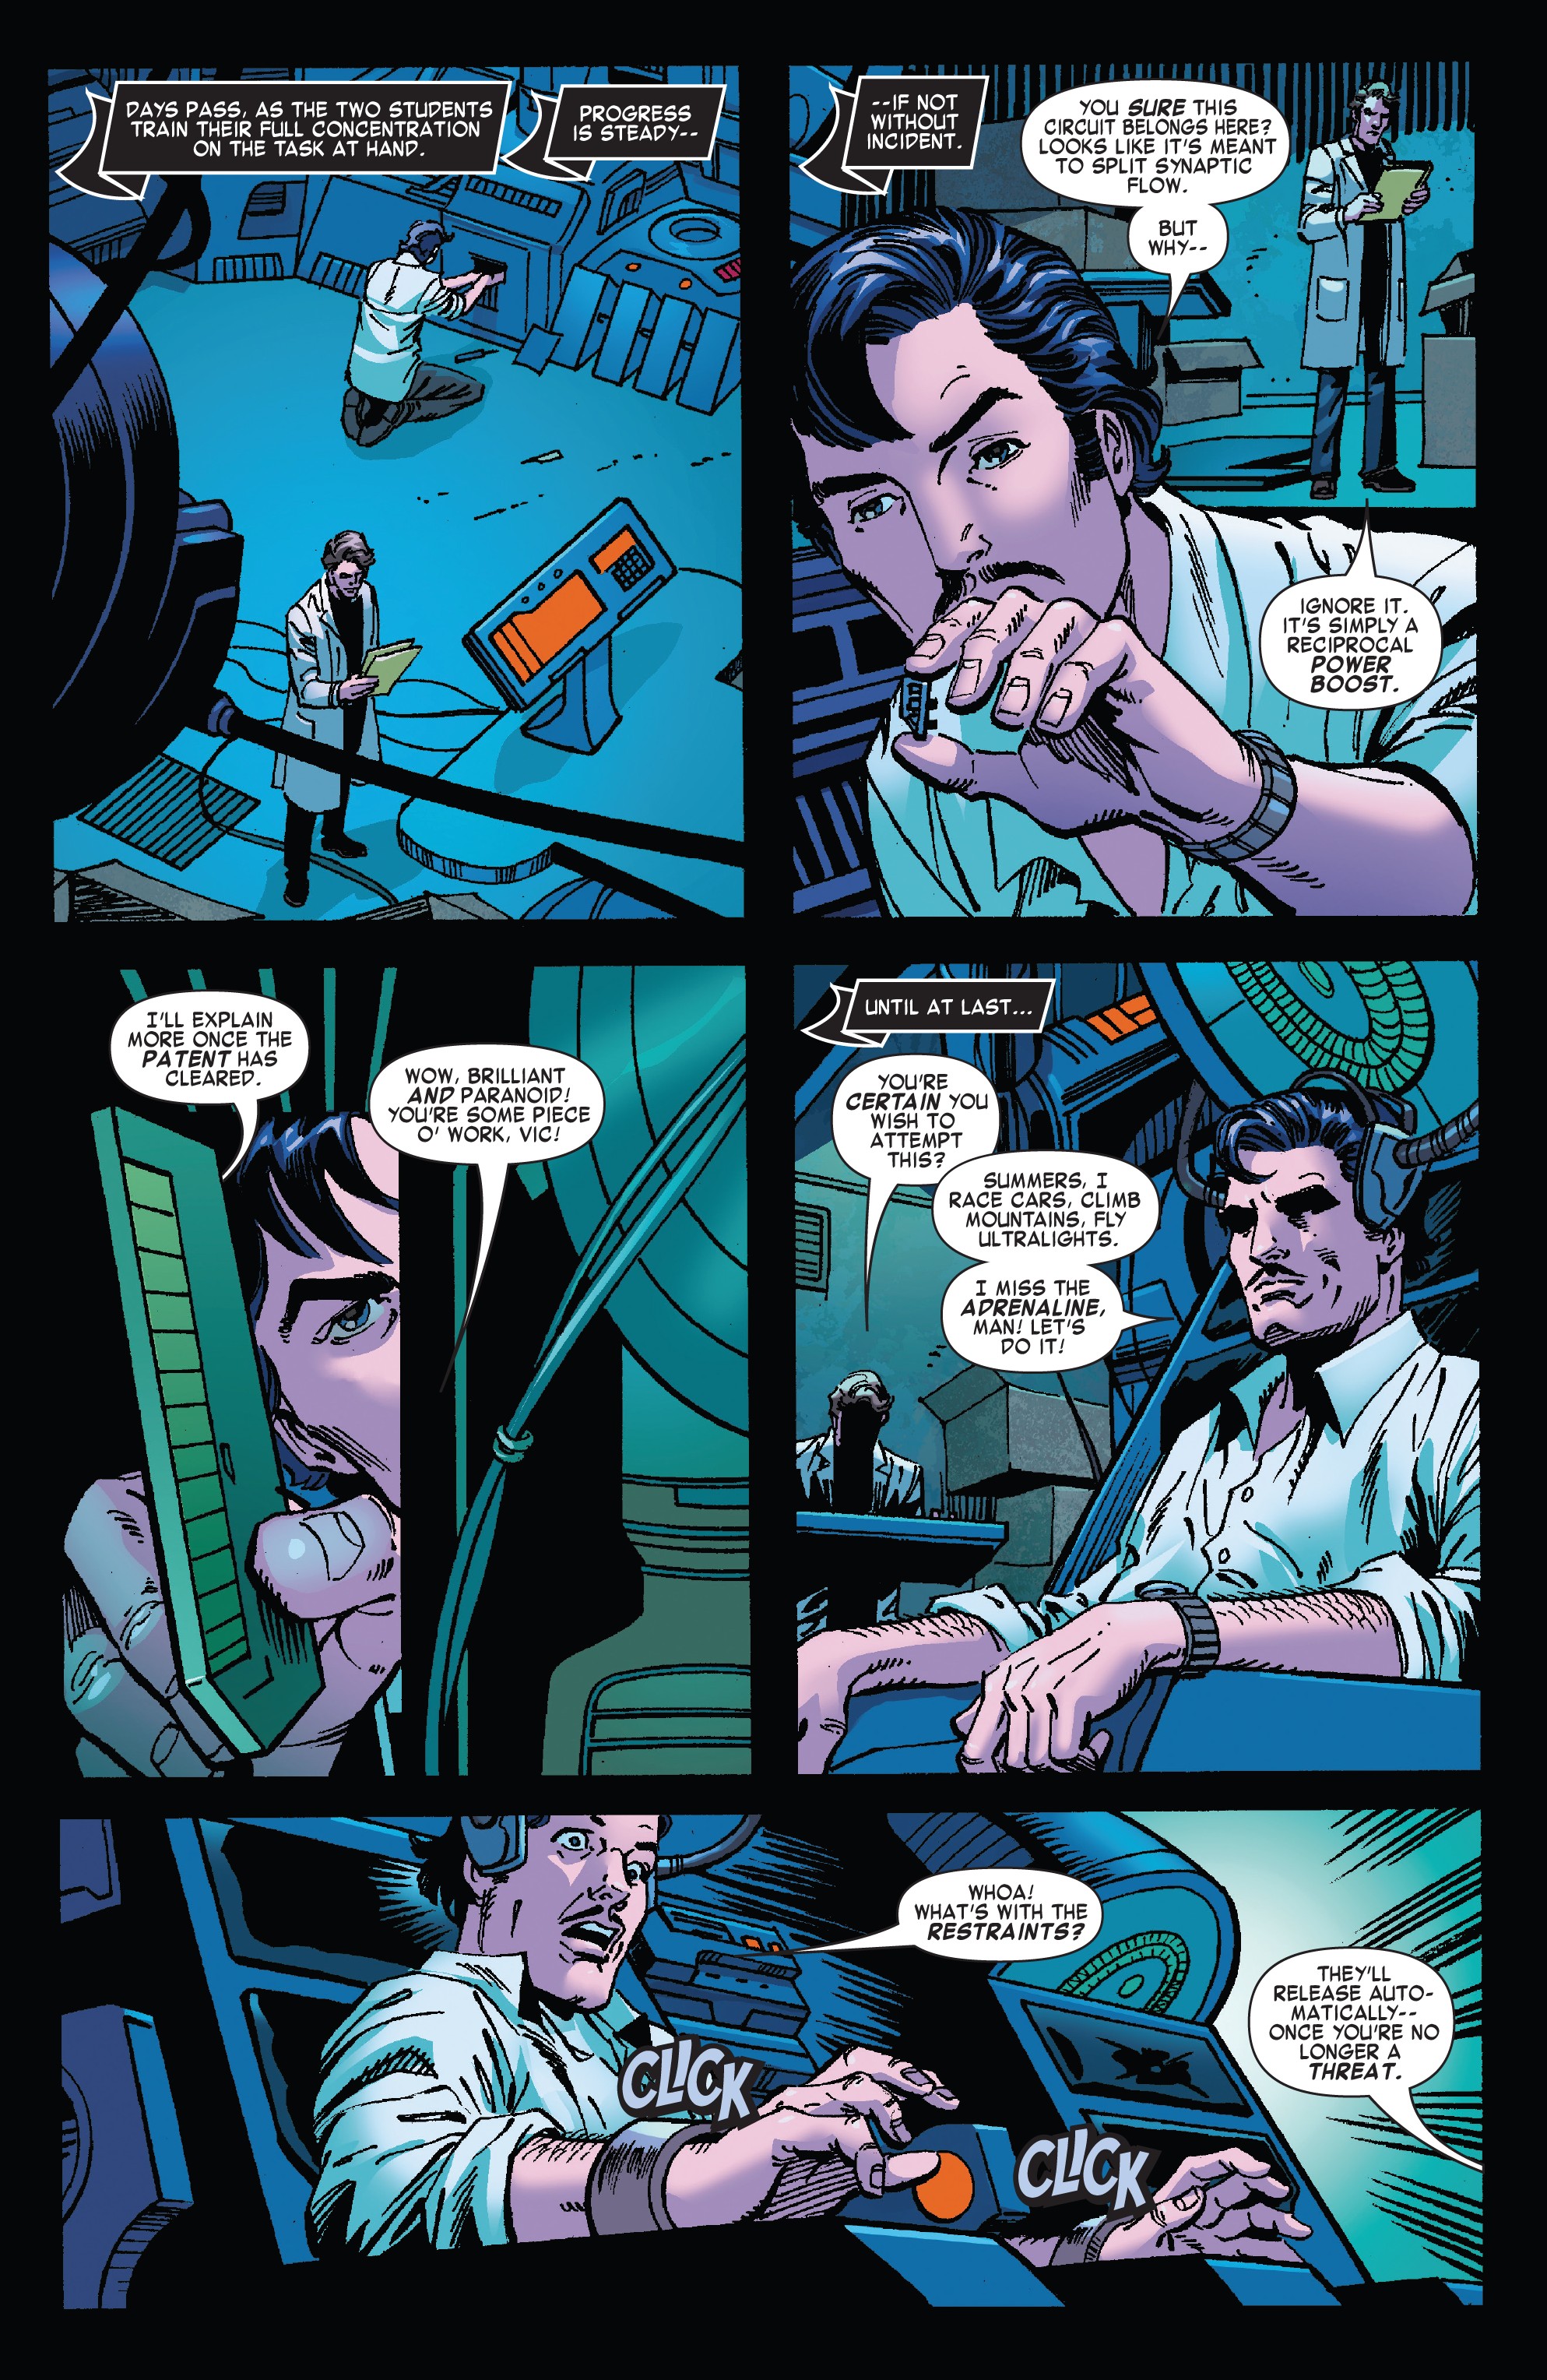 DAYS PASS, AS THE TWO STUDENTS
TRAIN THEIR FULL CONCENTRATION
ON THE TASK AT HAND.
PROGRESS
IS STEADY--
--IF NOT
WITHOUT
INCIDENT.
YOU SURE THIS
CIRCUIT BELONGS HERE?
LOOKS LIKE IT'S MEANT
TO SPLIT SYNAPTIC
FLOW.
BUT
WHY--
IGNORE IT.
IT'S SIMPLY A
RECIPROCAL
POWER
BOOST.
I'LL EXPLAIN
MORE ONCE THE
PATENT HAS
CLEARED.
WOW, BRILLIANT
AND PARANOID!
YOU'RE SOME PIECE
O' WORK, VIC!
UNTIL AT LAST...
YOU'RE
CERTAIN YOU
WISH TO
ATTEMPT
THIS?
SUMMERS, I
RACE CARS, CLIMB
MOUNTAINS, FLY
ULTRALIGHTS.
I MISS THE
ADRENALINE,
MAN! LET'S
DO IT!
WHOA!
WHAT'S WITH THE
RESTRAINTS?
CLICK
CLICK
THEY'LL
RELEASE AUTO-
MATICALLY--
ONCE YOU'RE NO
LONGER A
THREAT.